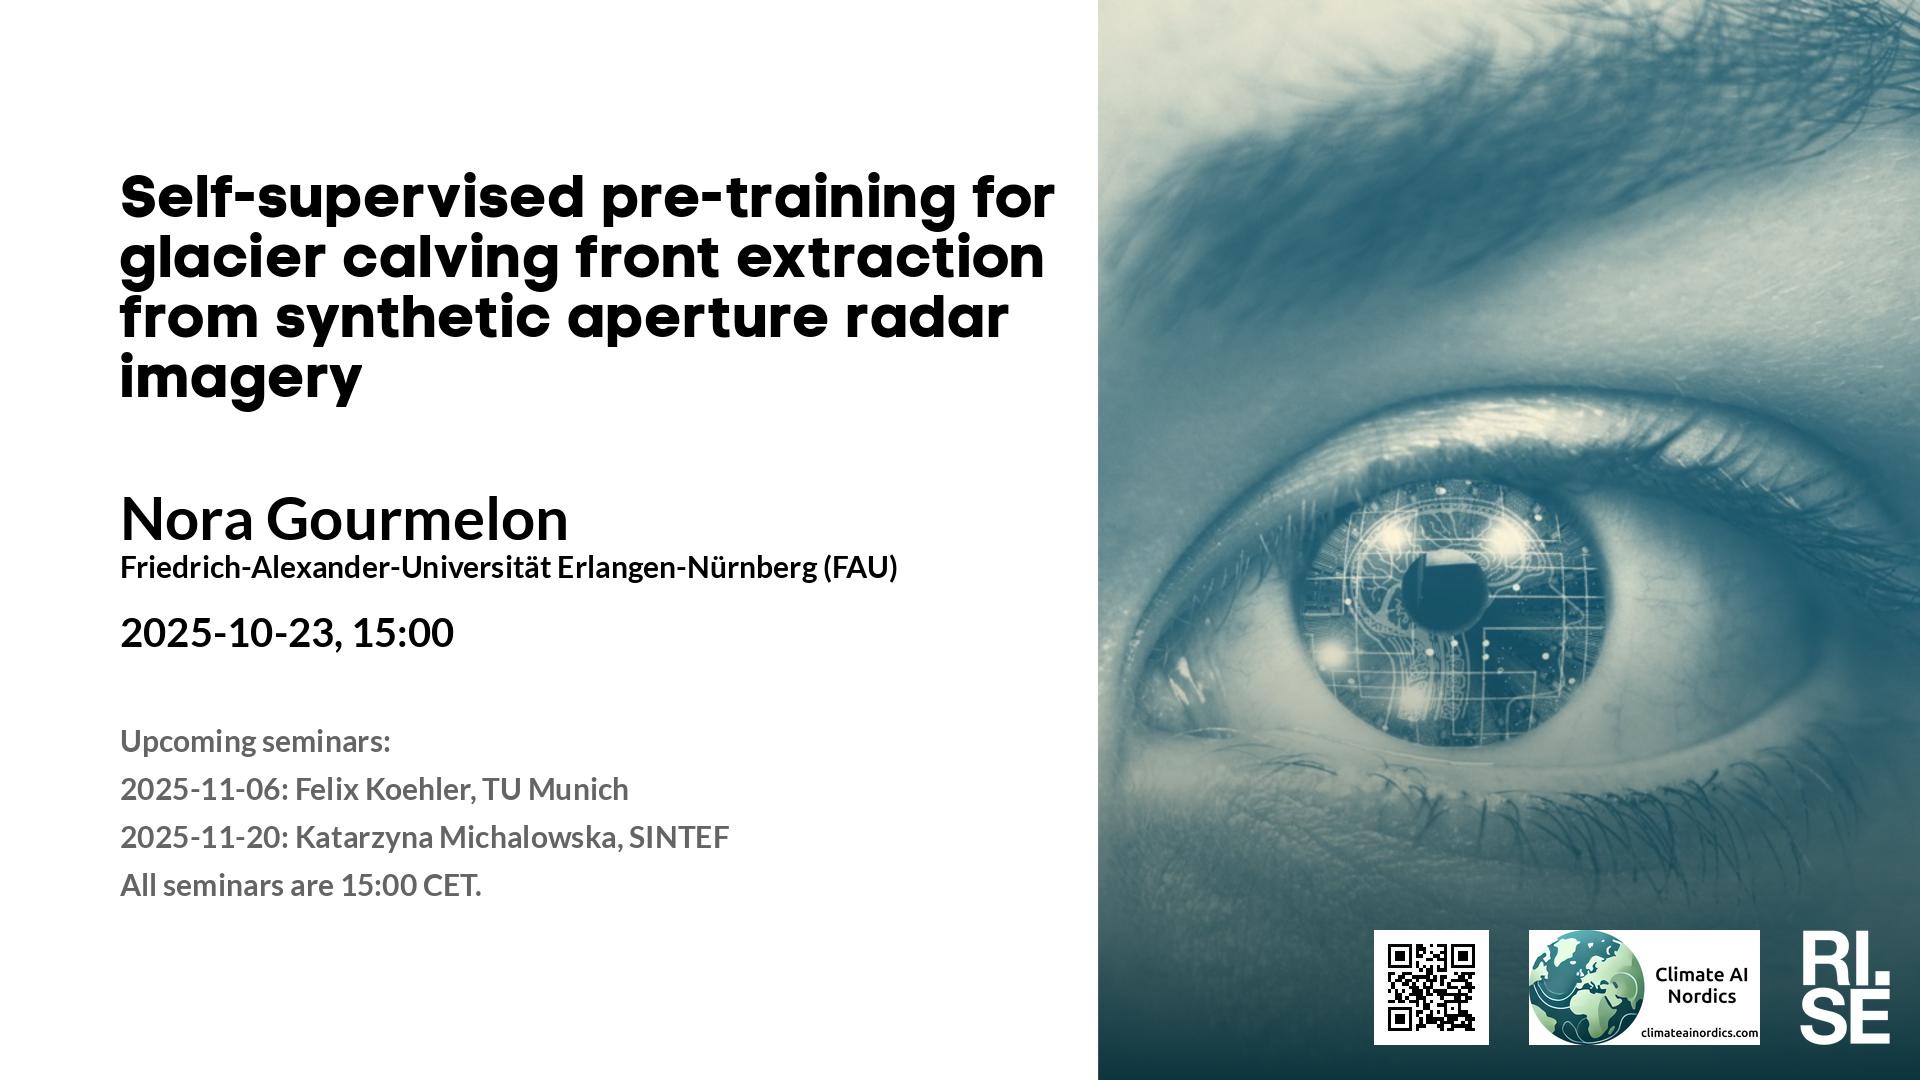 Self-supervised pre-training for
glacier calving front extraction
from synthetic aperture radar
imagery
Nora Gourmelon
Friedrich-Alexander-Universität Erlangen-Nürnberg (FAU)
2025-10-23, 15:00
Upcoming seminars:
2025-11-06: Felix Koehler, TU Munich
2025-11-20: Katarzyna Michalowska, SINTEF
All seminars are 15:00 CET.
Climate AI
Nordics
climateainordics.com
RI.
SE